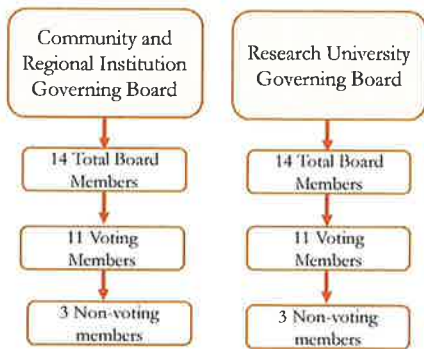 Community and
Regional Institution
Governing Board
14 Total Board
Members
11 Voting
Members
3 Non-voting
members
Research University
Governing Board
14 Total Board
Members
11 Voting
Members
3 Non-voting
members